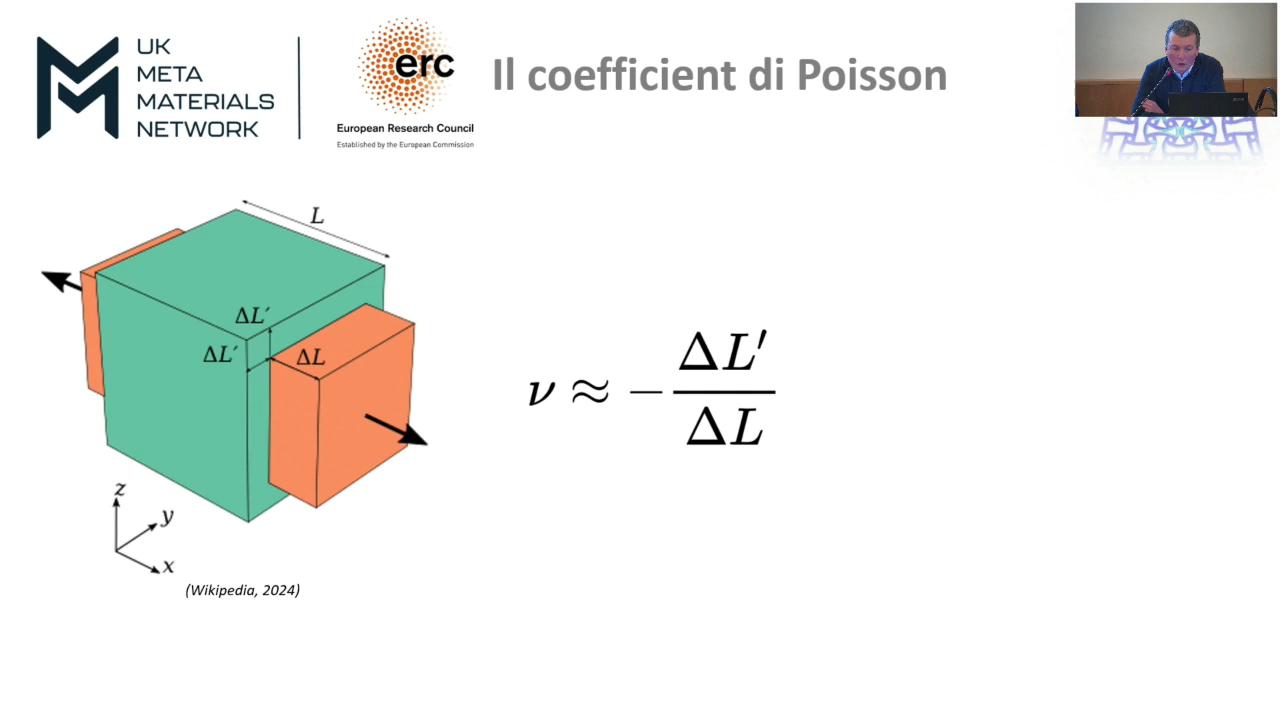 UK
META
MATERIALS
NETWORK
erc
European Research Council
Established by the European Commission
Il coefficient di Poisson
L
ΔL′
ΔL′
ΔL
ν ≈ − ΔL′ / ΔL
z
y
x
(Wikipedia, 2024)